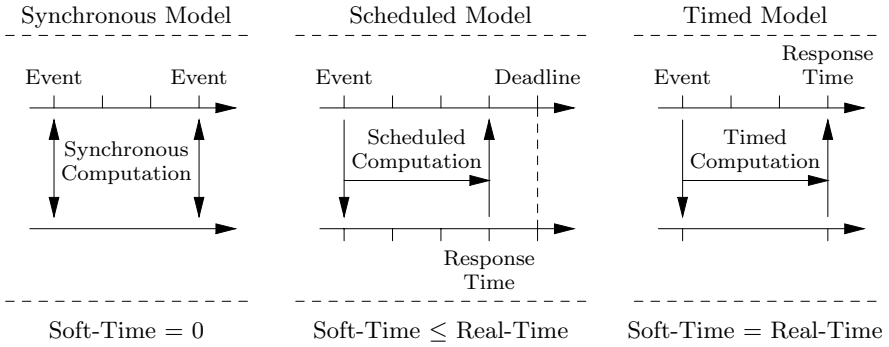 Synchronous Model
Event
Event
Synchronous
Computation
Soft-Time = 0
Scheduled Model
Event
Deadline
Scheduled
Computation
Response
Time
Soft-Time ≤ Real-Time
Timed Model
Event
Response
Time
Timed
Computation
Soft-Time = Real-Time